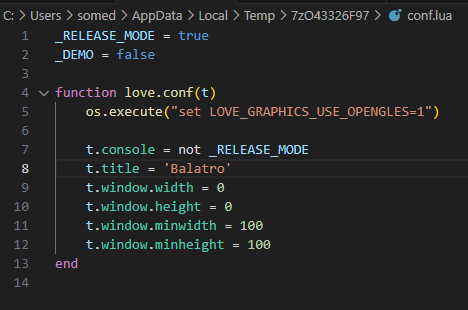 C: > Users > somed > AppData > Local > Temp > 7zO43326F97 > conf.lua
1 _RELEASE_MODE = true
2 _DEMO = false
3
4 function love.conf(t)
5 os.execute("set LOVE_GRAPHICS_USE_OPENGLES=1")
6
7 t.console = not _RELEASE_MODE
8 t.title = 'Balatro'
9 t.window.width = 0
10 t.window.height = 0
11 t.window.minwidth = 100
12 t.window.minheight = 100
13 end
14